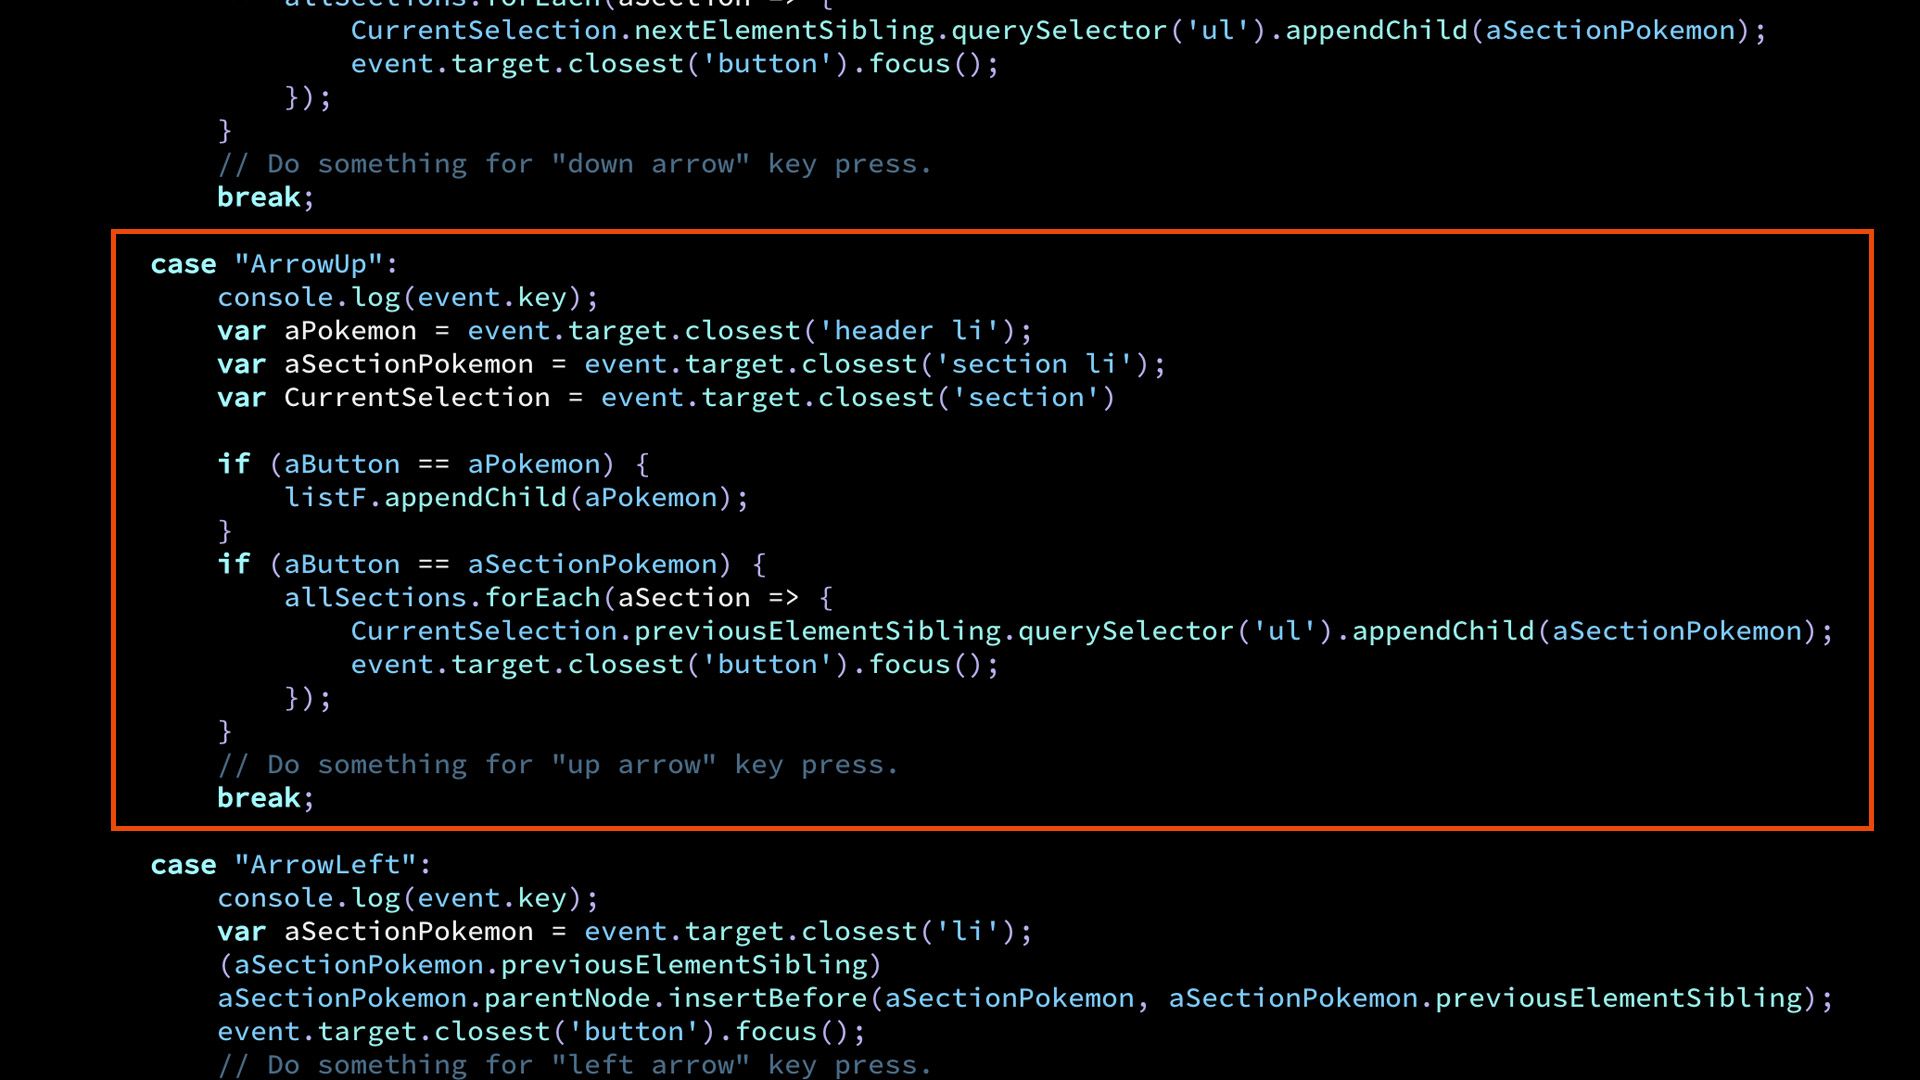 allSections.forEach(aSection => {
CurrentSelection.nextElementSibling.querySelector('ul').appendChild(aSectionPokemon);
event.target.closest('button').focus();
});
}
// Do something for "down arrow" key press.
break;
case "ArrowUp":
console.log(event.key);
var aPokemon = event.target.closest('header li');
var aSectionPokemon = event.target.closest('section li');
var CurrentSelection = event.target.closest('section')
if (aButton == aPokemon) {
listF.appendChild(aPokemon);
}
if (aButton == aSectionPokemon) {
allSections.forEach(aSection => {
CurrentSelection.previousElementSibling.querySelector('ul').appendChild(aSectionPokemon);
event.target.closest('button').focus();
});
}
// Do something for "up arrow" key press.
break;
case "ArrowLeft":
console.log(event.key);
var aSectionPokemon = event.target.closest('li');
(aSectionPokemon.previousElementSibling)
aSectionPokemon.parentNode.insertBefore(aSectionPokemon, aSectionPokemon.previousElementSibling);
event.target.closest('button').focus();
// Do something for "left arrow" key press.